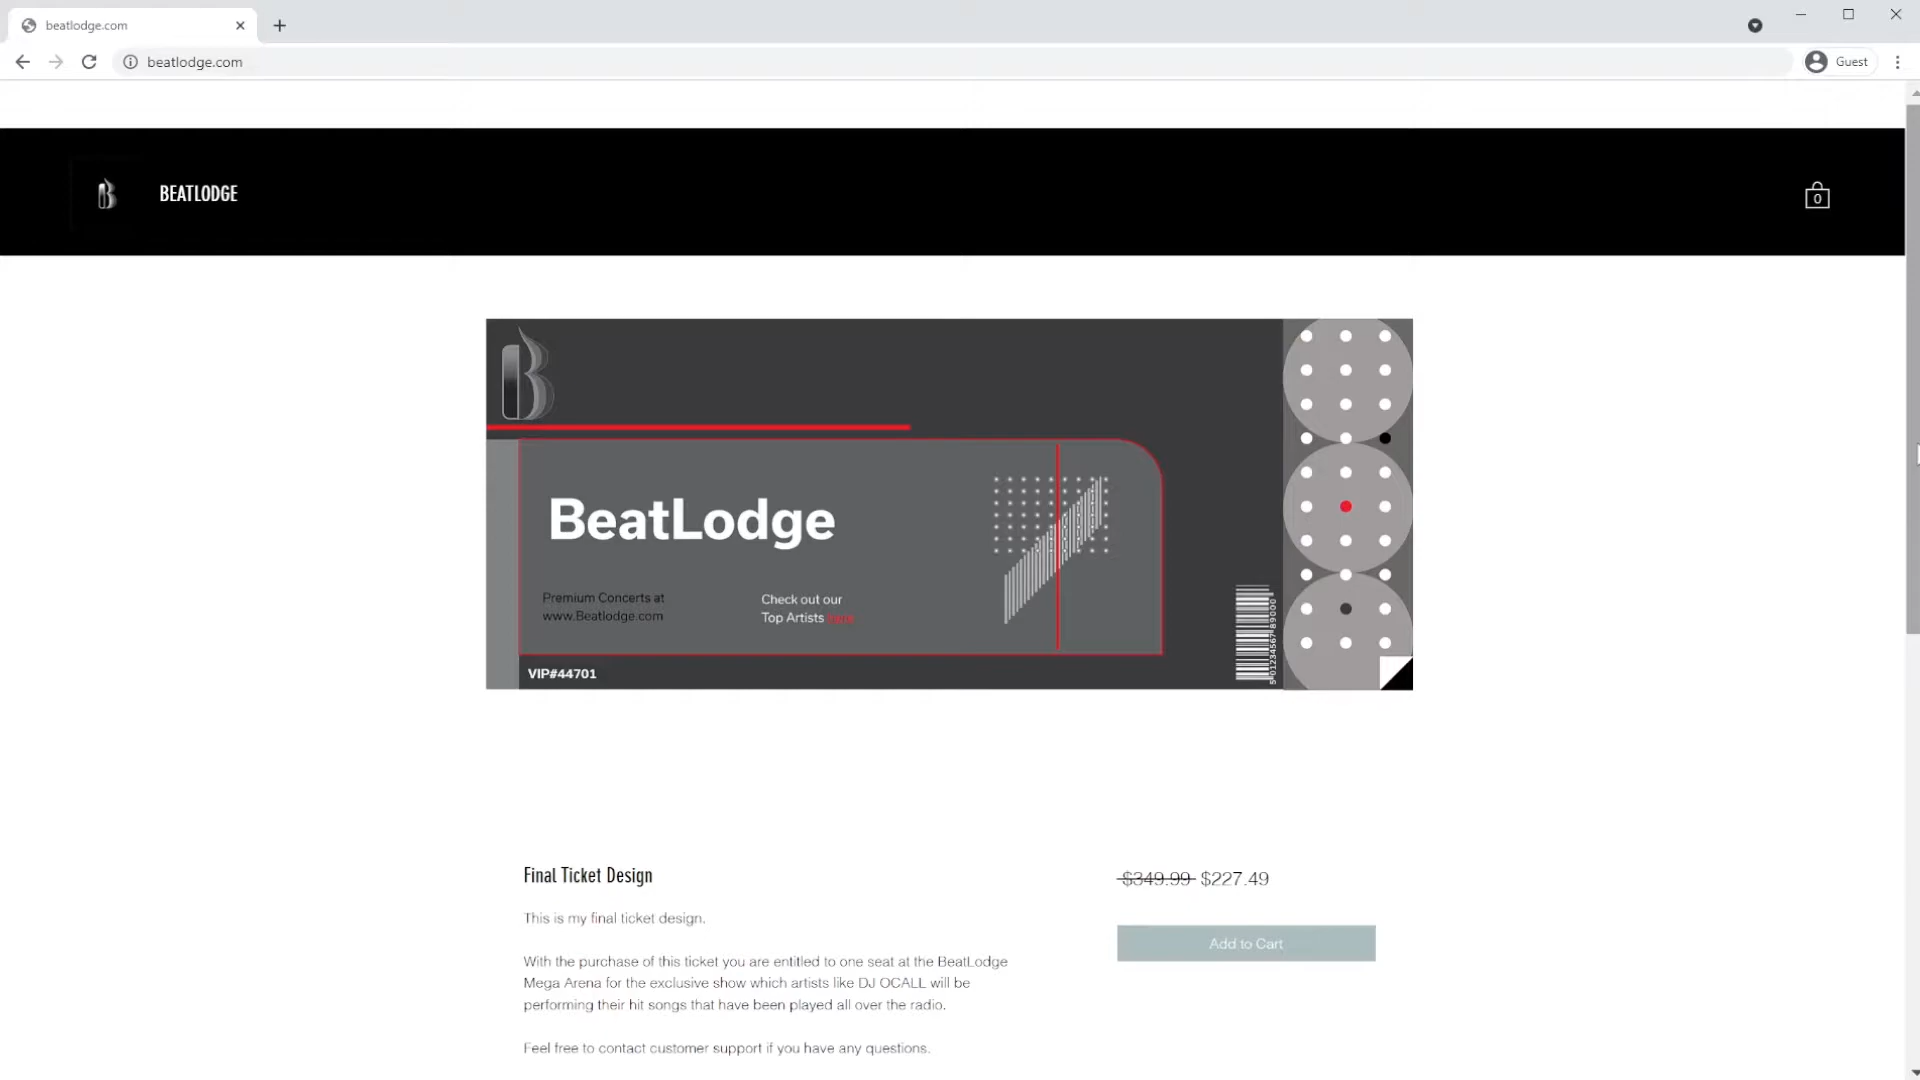 beatlodge.com
beatlodge.com
Guest
BEATLODGE
0
BeatLodge
Premium Concerts at
www.Beatlodge.com
Check out our
Top Artists here
VIP#44701
5 01234567 89000
Final Ticket Design
$349.99 $227.49
This is my final ticket design.
Add to Cart
With the purchase of this ticket you are entitled to one seat at the BeatLodge
Mega Arena for the exclusive show which artists like DJ OCALL will be
performing their hit songs that have been played all over the radio.
Feel free to contact customer support if you have any questions.